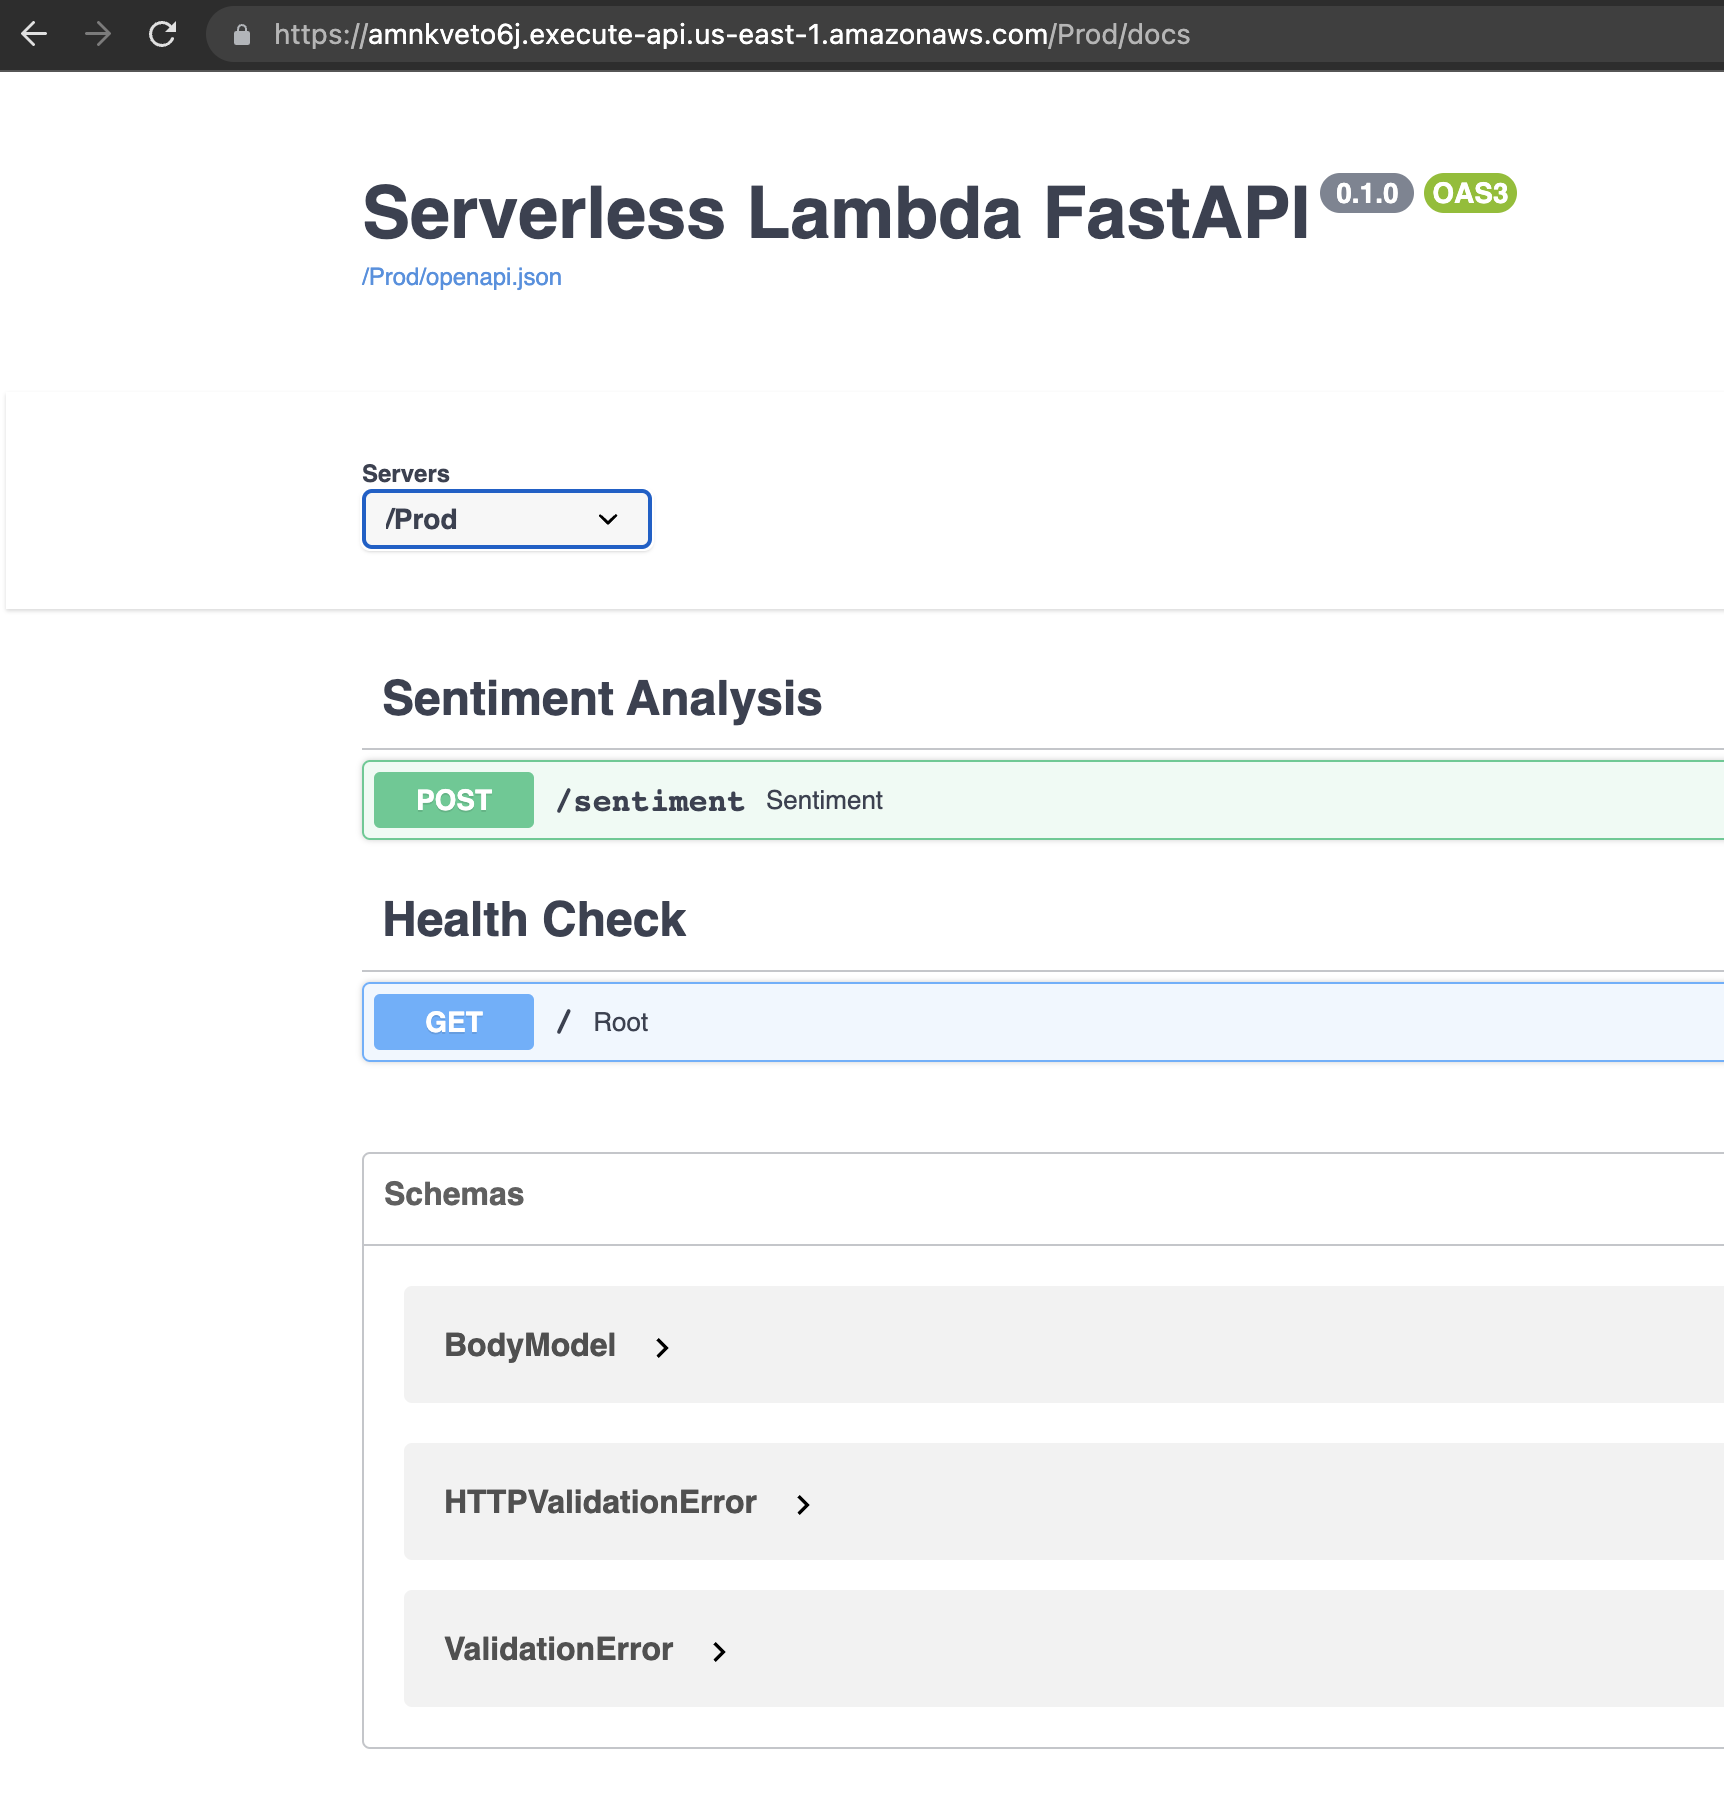 https://amnkveto6j.execute-api.us-east-1.amazonaws.com/Prod/docs
Serverless Lambda FastAPI 0.1.0 OAS3
/Prod/openapi.json
Servers
/Prod
Sentiment Analysis
POST /sentiment Sentiment
Health Check
GET / Root
Schemas
BodyModel
HTTPValidationError
ValidationError